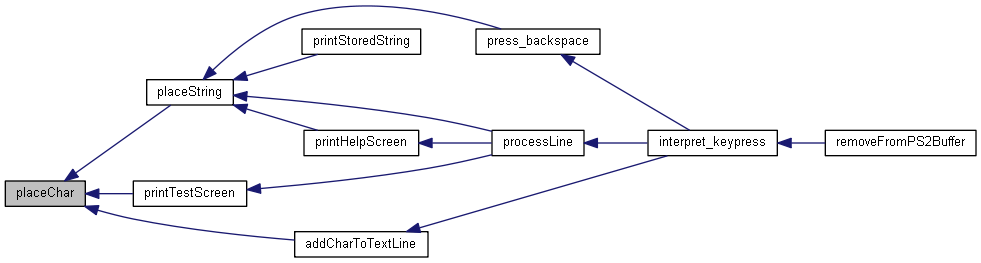 printStoredString
press_backspace
placeString
printHelpScreen
processLine
interpret_keypress
removeFromPS2Buffer
placeChar
printTestScreen
addCharToTextLine